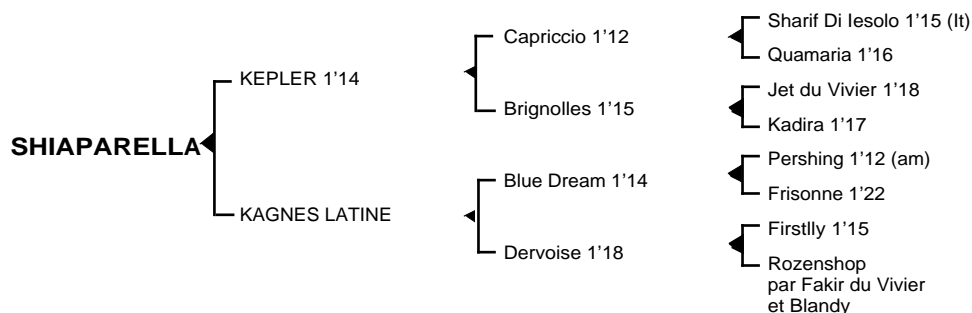 SHIAPARELLA
KEPLER 1’14
KAGNES LATINE
Capriccio 1’12
Brignolles 1’15
Blue Dream 1’14
Dervoise 1’18
Sharif Di Iesolo 1’15 (It)
Quamaria 1’16
Jet du Vivier 1’18
Kadira 1’17
Pershing 1’12 (am)
Frisonne 1’22
Firstlly 1’15
Rozenshop
par Fakir du Vivier
et Blandy